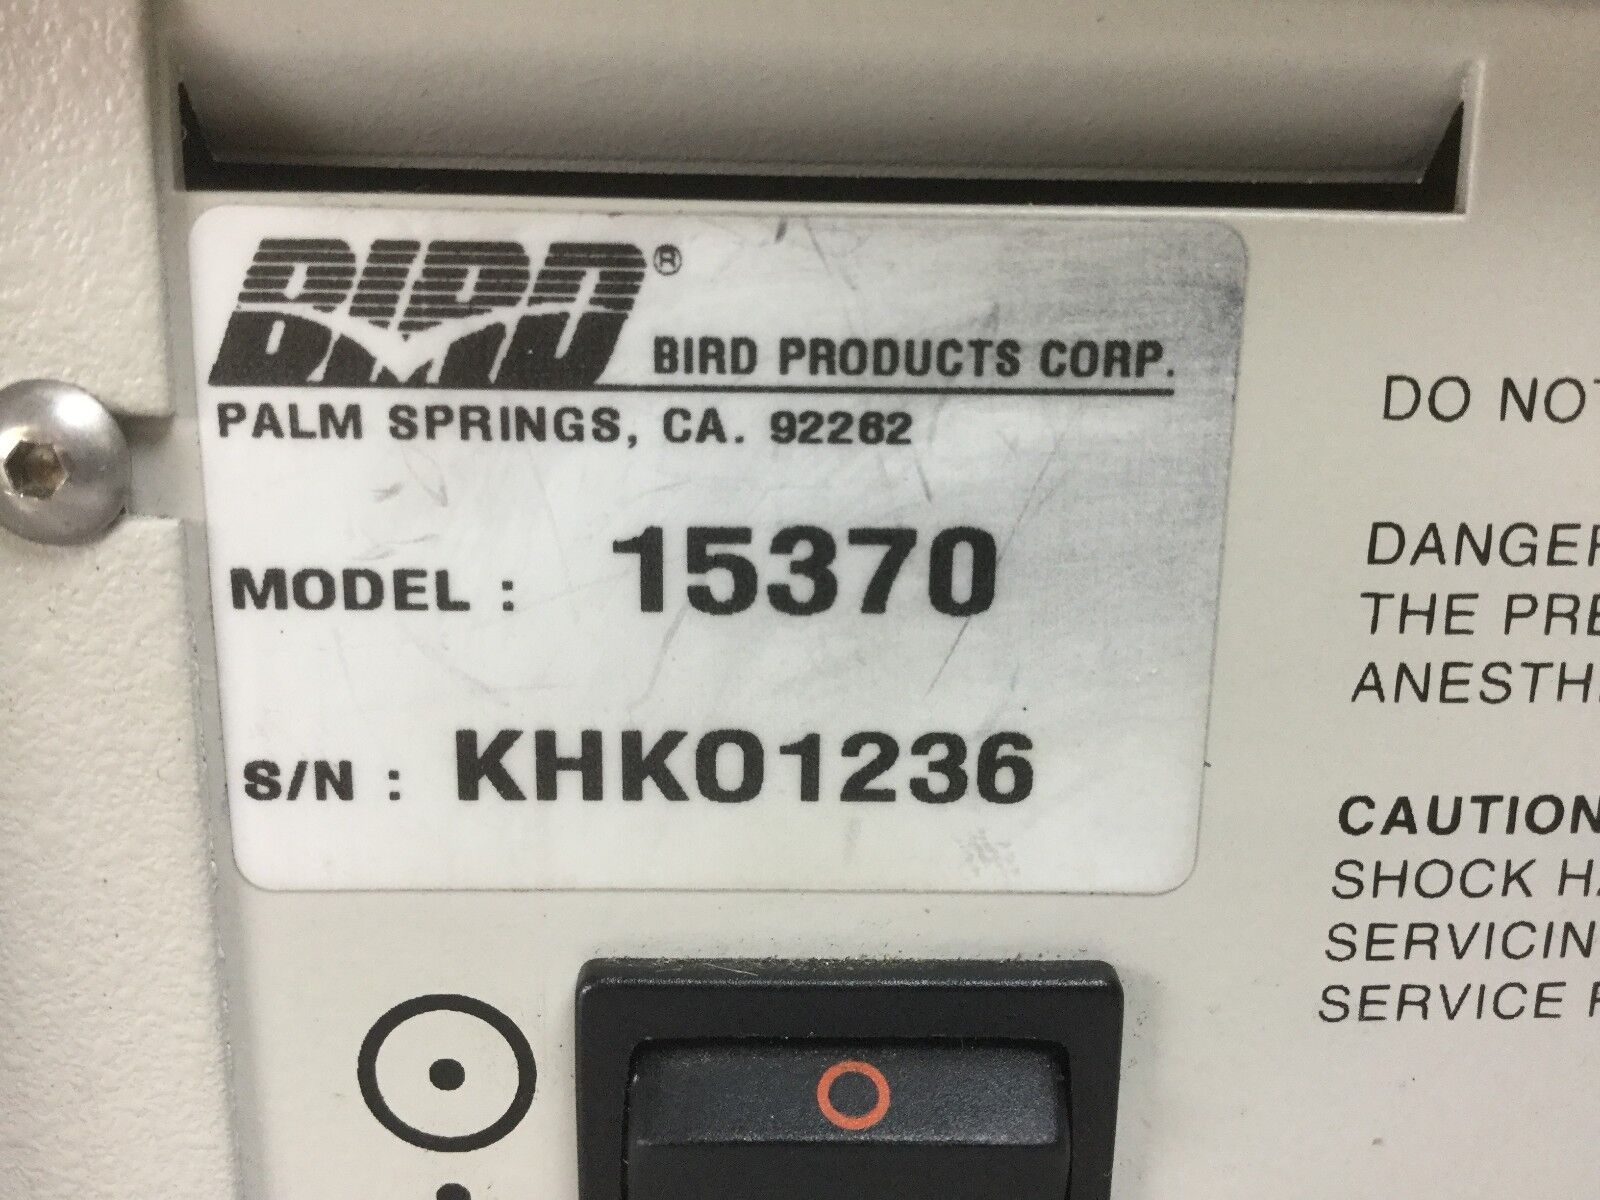 BIRD®
BIRD PRODUCTS CORP.
PALM SPRINGS, CA. 92262
MODEL : 15370
S/N : KHK01236
DO NOT
DANGER
THE PRE
ANESTH
CAUTION
SHOCK HA
SERVICIN
SERVICE